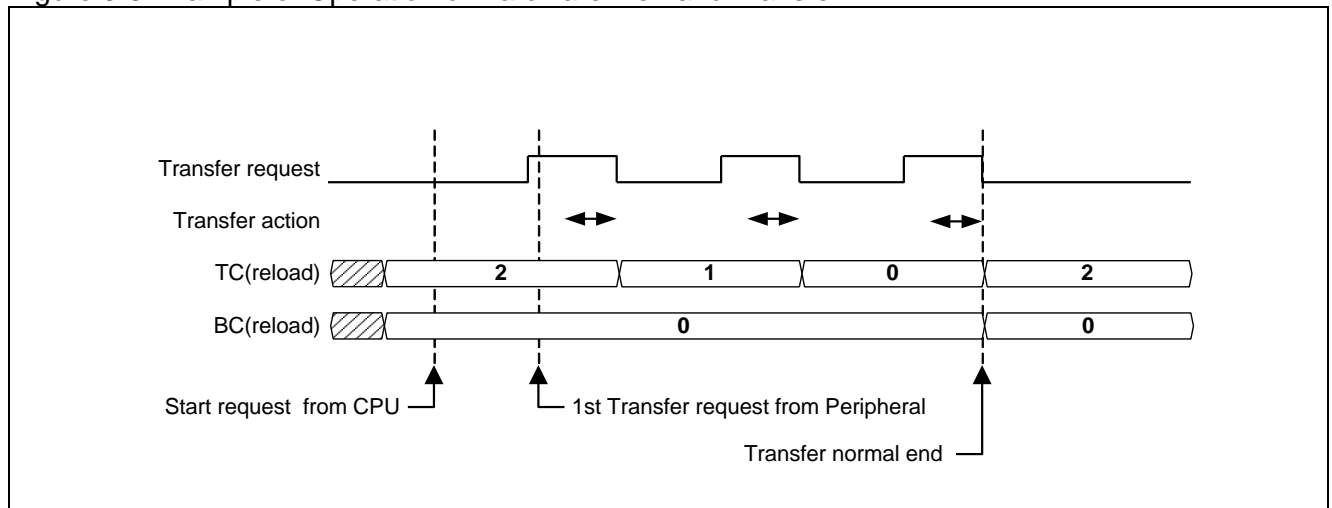 Transfer request
Transfer action
TC(reload) 2 1 0 2
BC(reload) 0 0
Start request from CPU
1st Transfer request from Peripheral
Transfer normal end